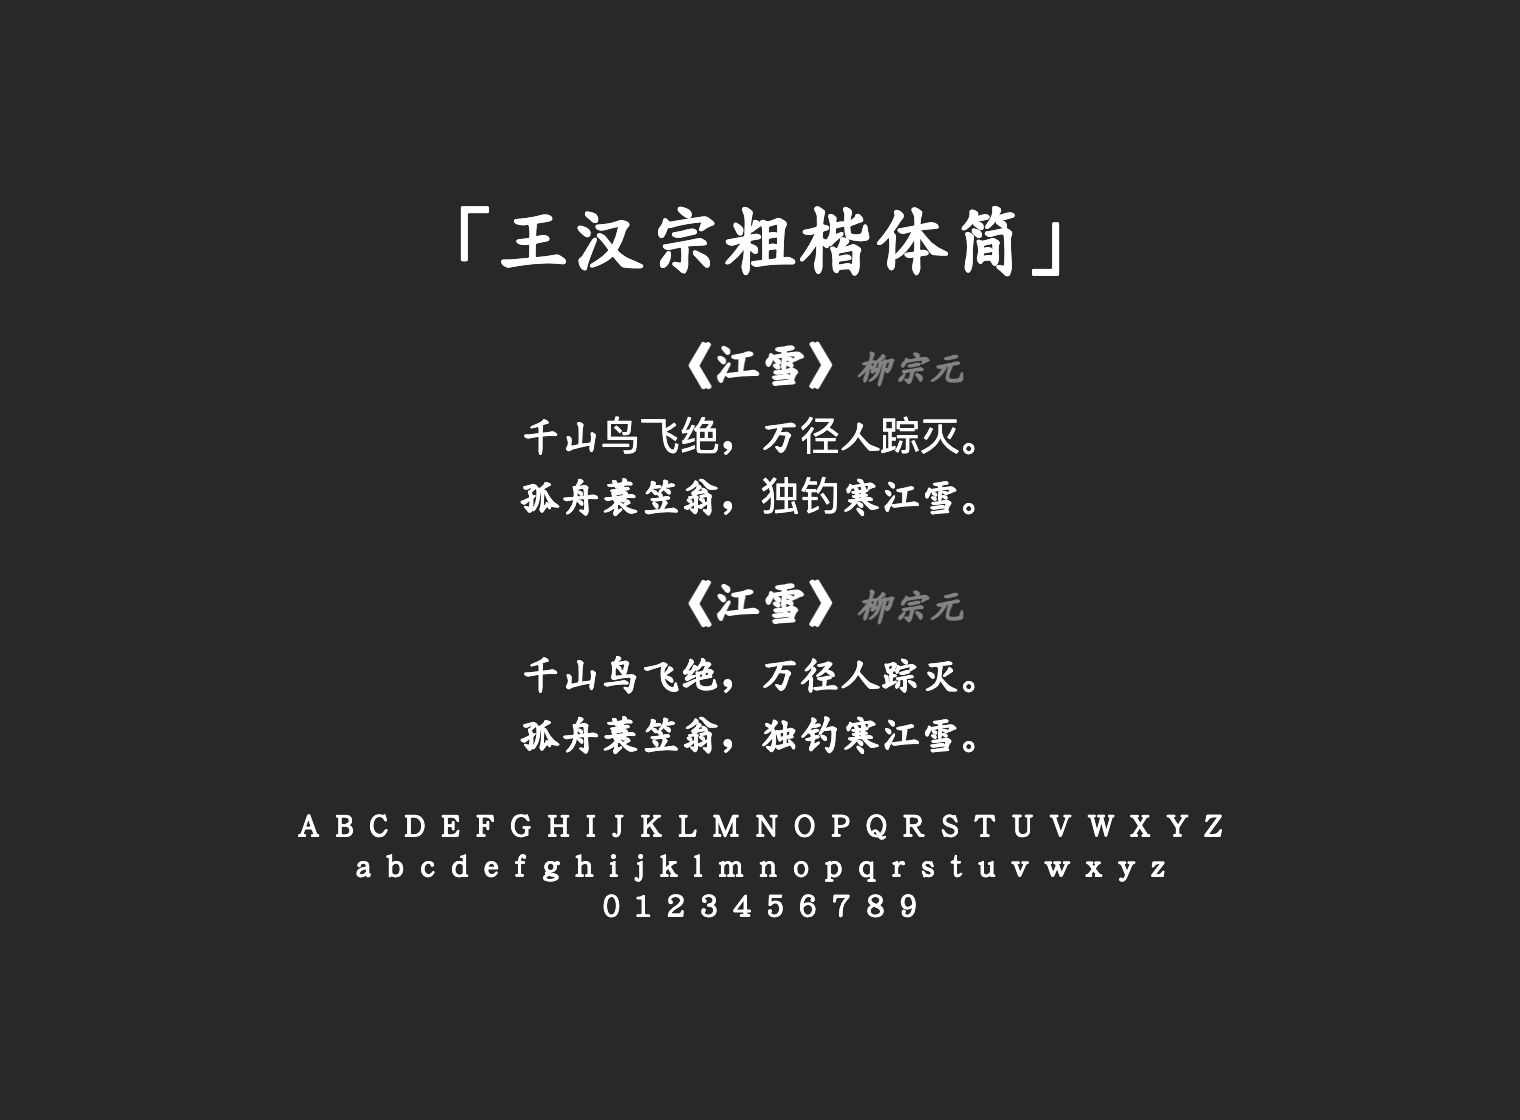 「王汉宗粗楷体简」
《江雪》柳宗元
千山鸟飞绝，万径人踪灭。
孤舟蓑笠翁，独钓寒江雪。
《江雪》柳宗元
千山鸟飞绝，万径人踪灭。
孤舟蓑笠翁，独钓寒江雪。
A B C D E F G H I J K L M N O P Q R S T U V W X Y Z
a b c d e f g h i j k l m n o p q r s t u v w x y z
0 1 2 3 4 5 6 7 8 9